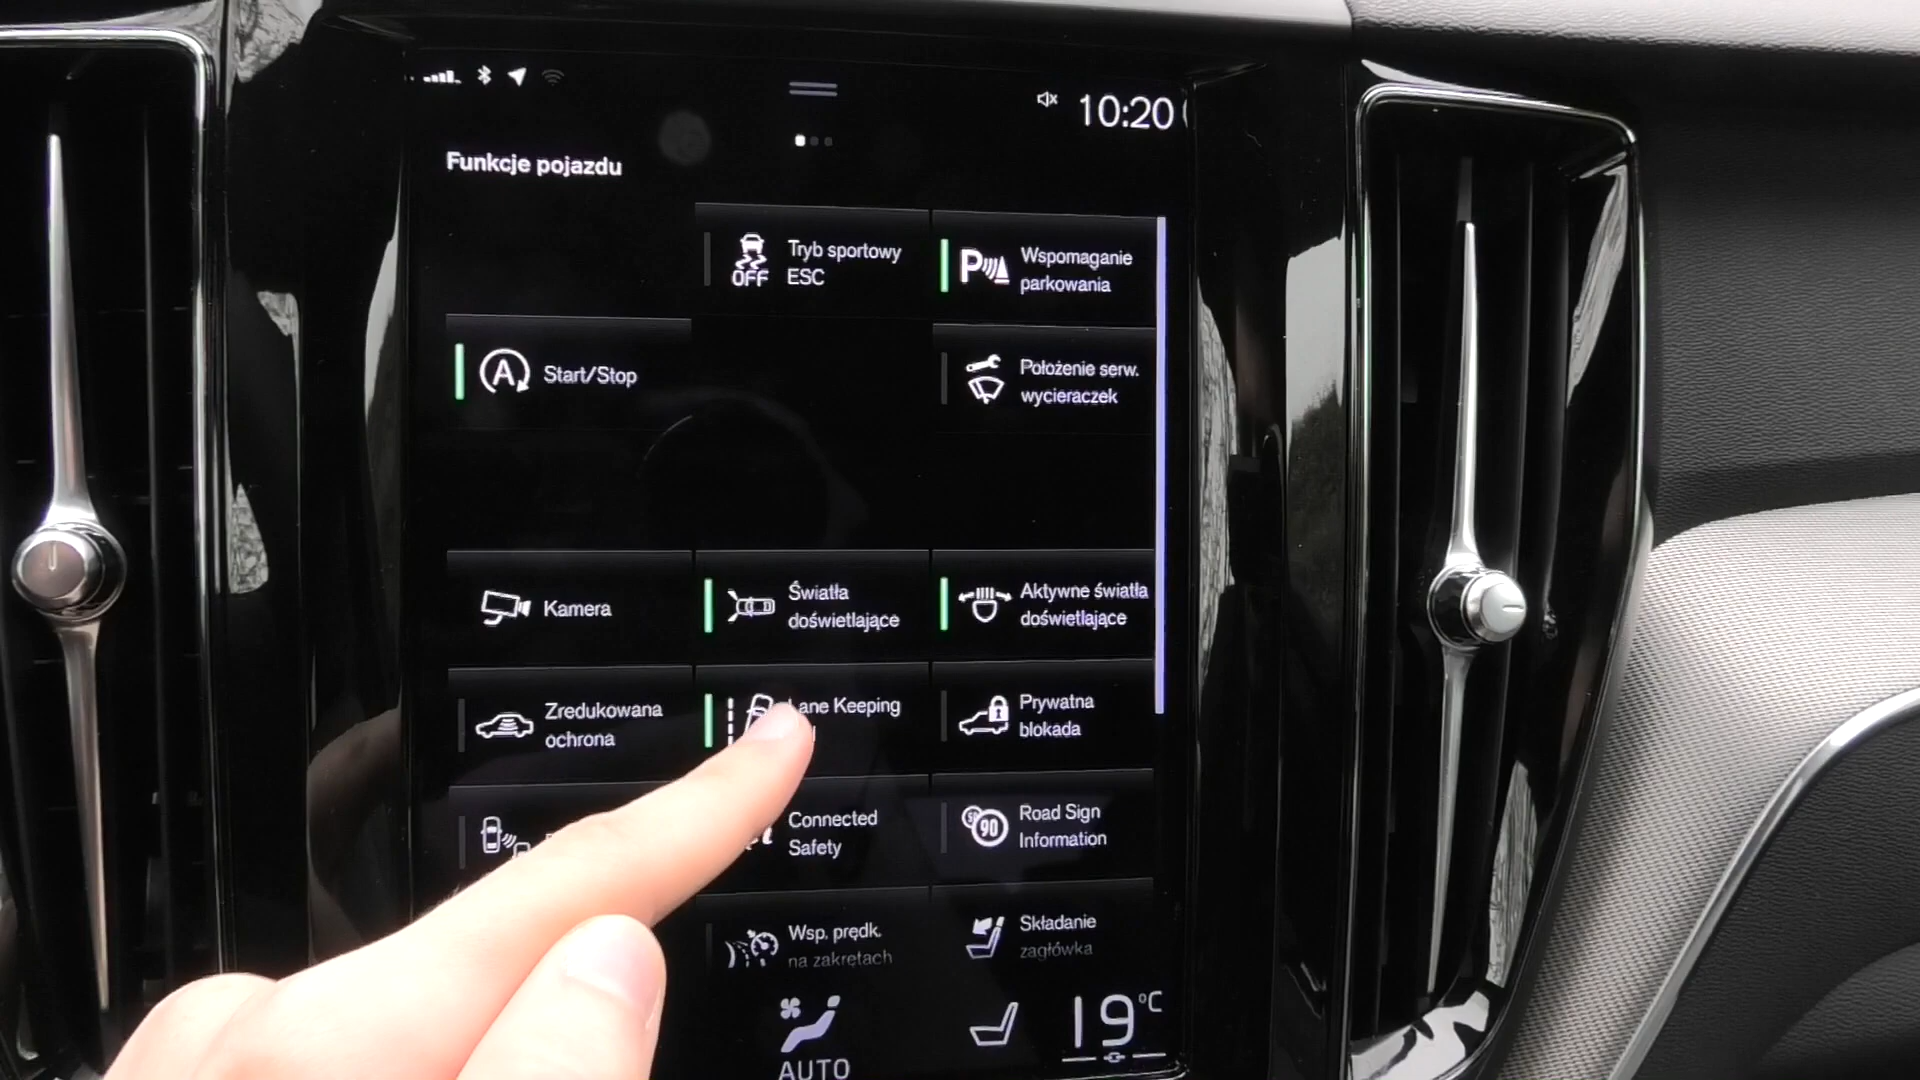 10:20
Funkcje pojazdu
OFF
Tryb sportowy
ESC
P
Wspomaganie
parkowania
A
Start/Stop
Położenie serw.
wycieraczek
Kamera
Światła
doświetlające
Aktywne światła
doświetlające
Zredukowana
ochrona
Lane Keeping
Prywatna
blokada
Connected
Safety
90
Road Sign
Information
Wsp. prędk.
na zakrętach
Składanie
zagłówka
AUTO
19°C